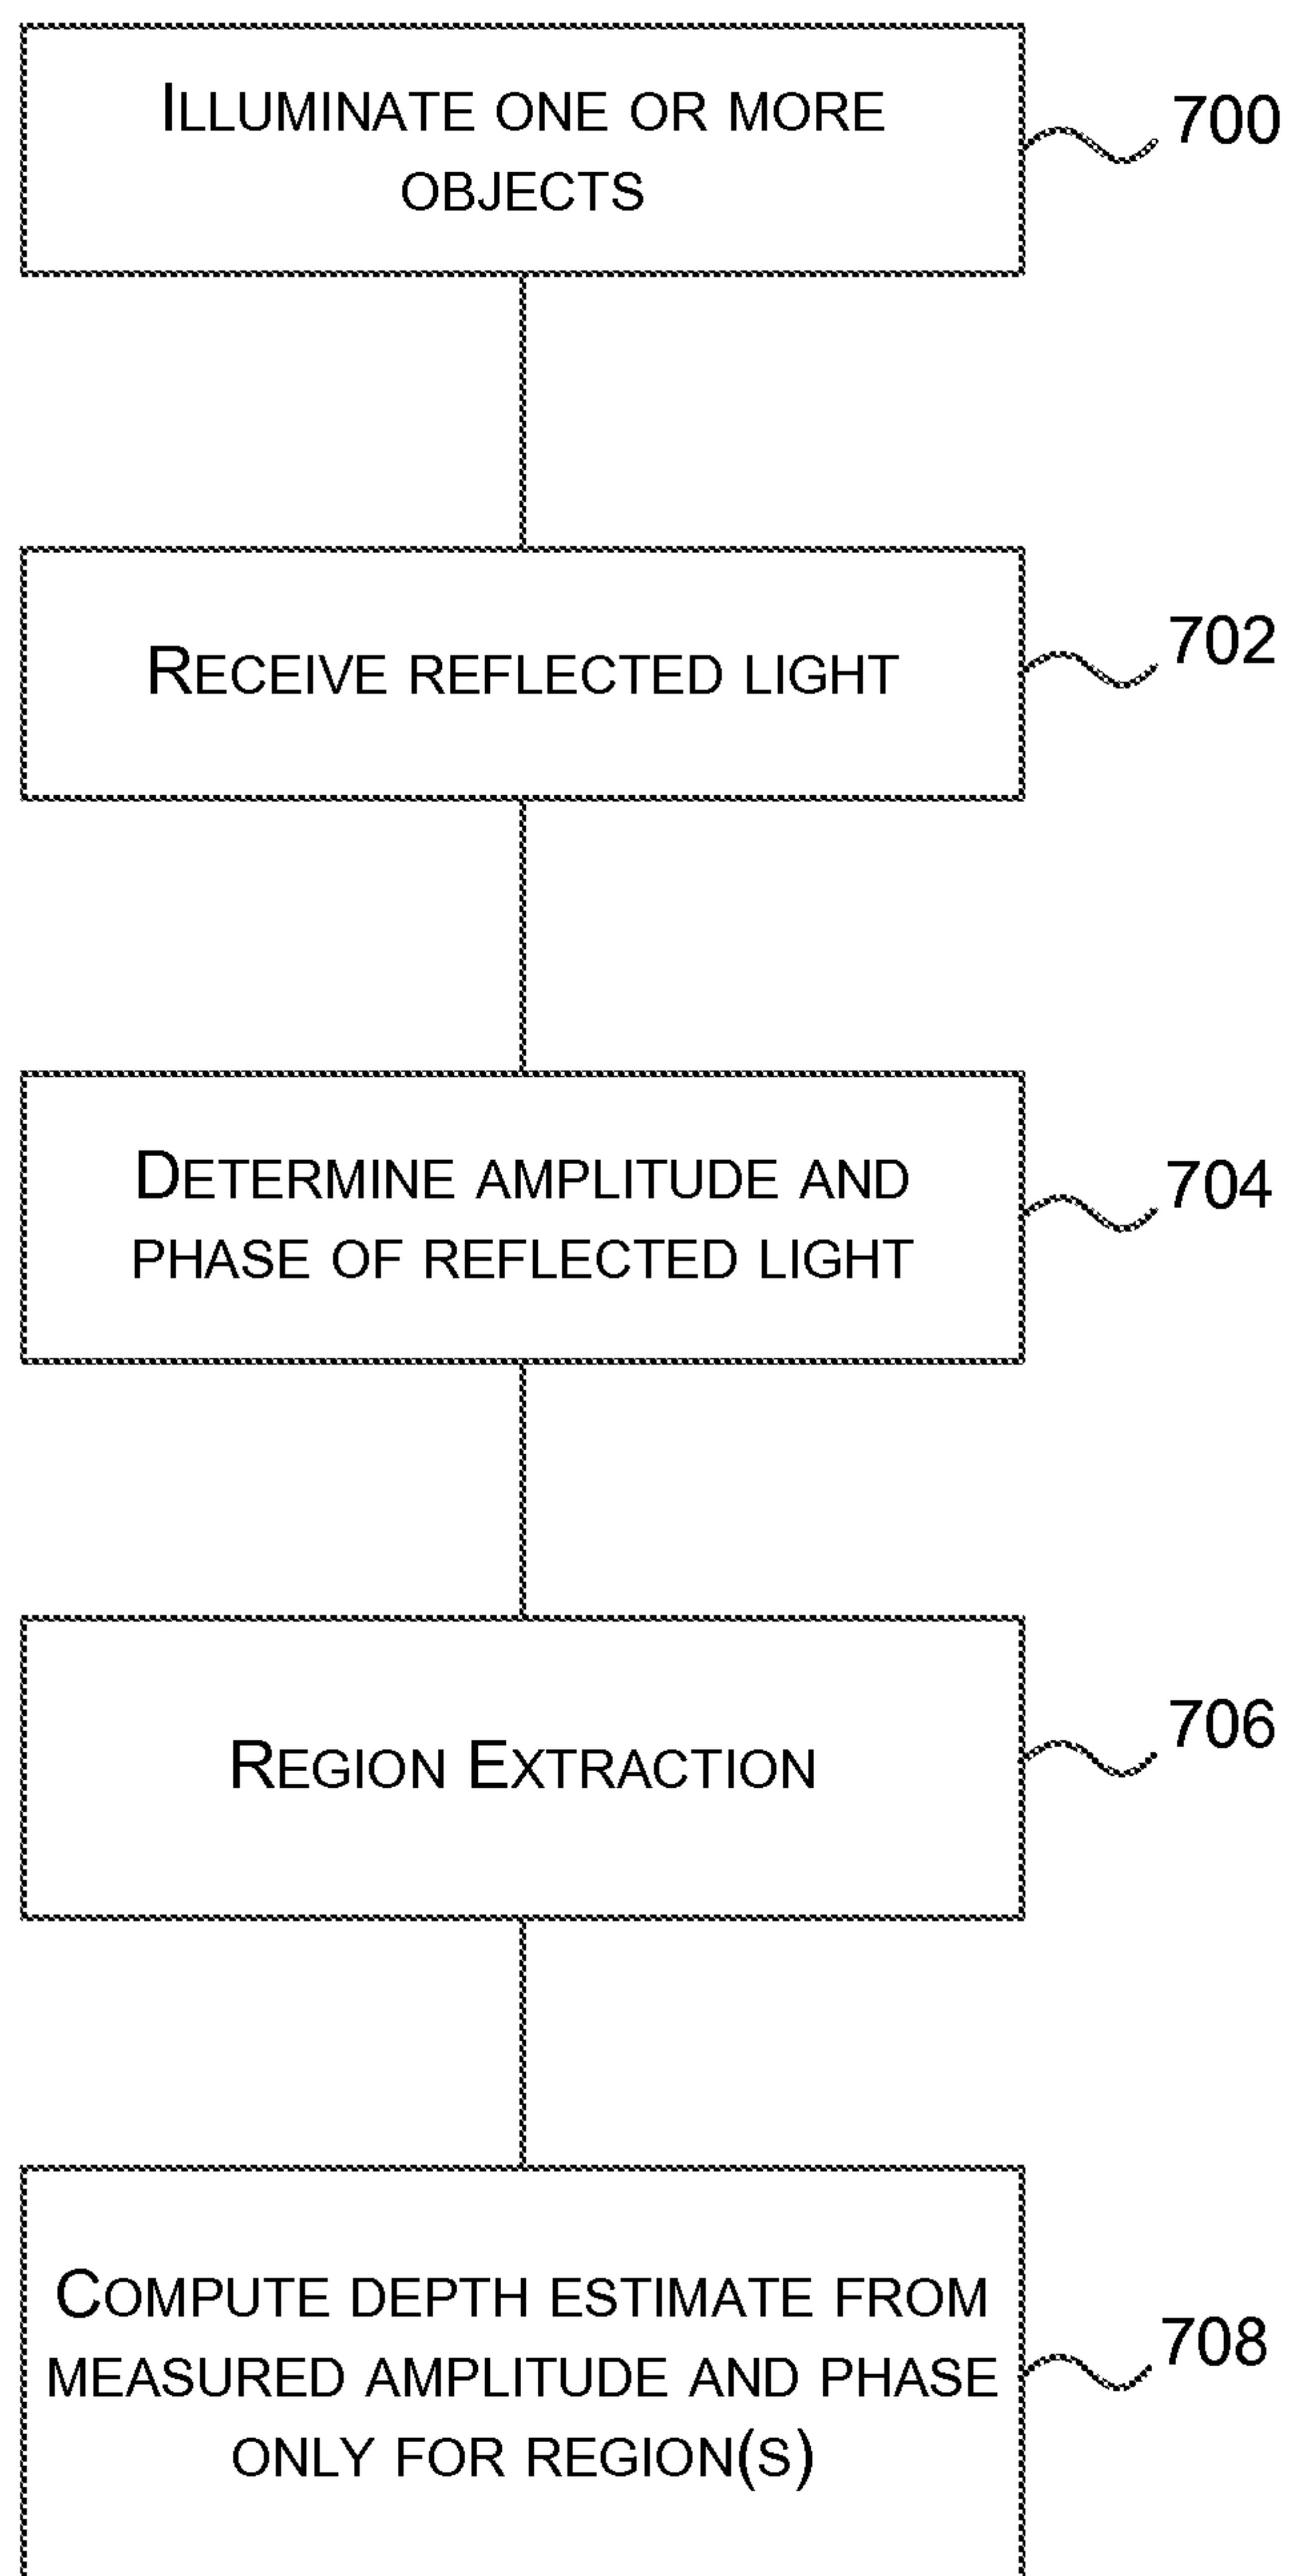 ILLUMINATE ONE OR MORE
OBJECTS
700
RECEIVE REFLECTED LIGHT
702
DETERMINE AMPLITUDE AND
PHASE OF REFLECTED LIGHT
704
REGION EXTRACTION
706
COMPUTE DEPTH ESTIMATE FROM
MEASURED AMPLITUDE AND PHASE
ONLY FOR REGION(S)
708